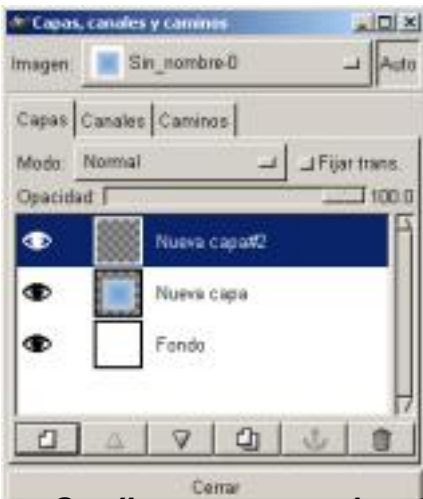 Capas, canales y caminos
Imagen: Sin_nombre-0 Auto
Capas Canales Caminos
Modo: Normal Fijar trans.
Opacidad: 100.0
Nueva capa#2
Nueva capa
Fondo
Cerrar